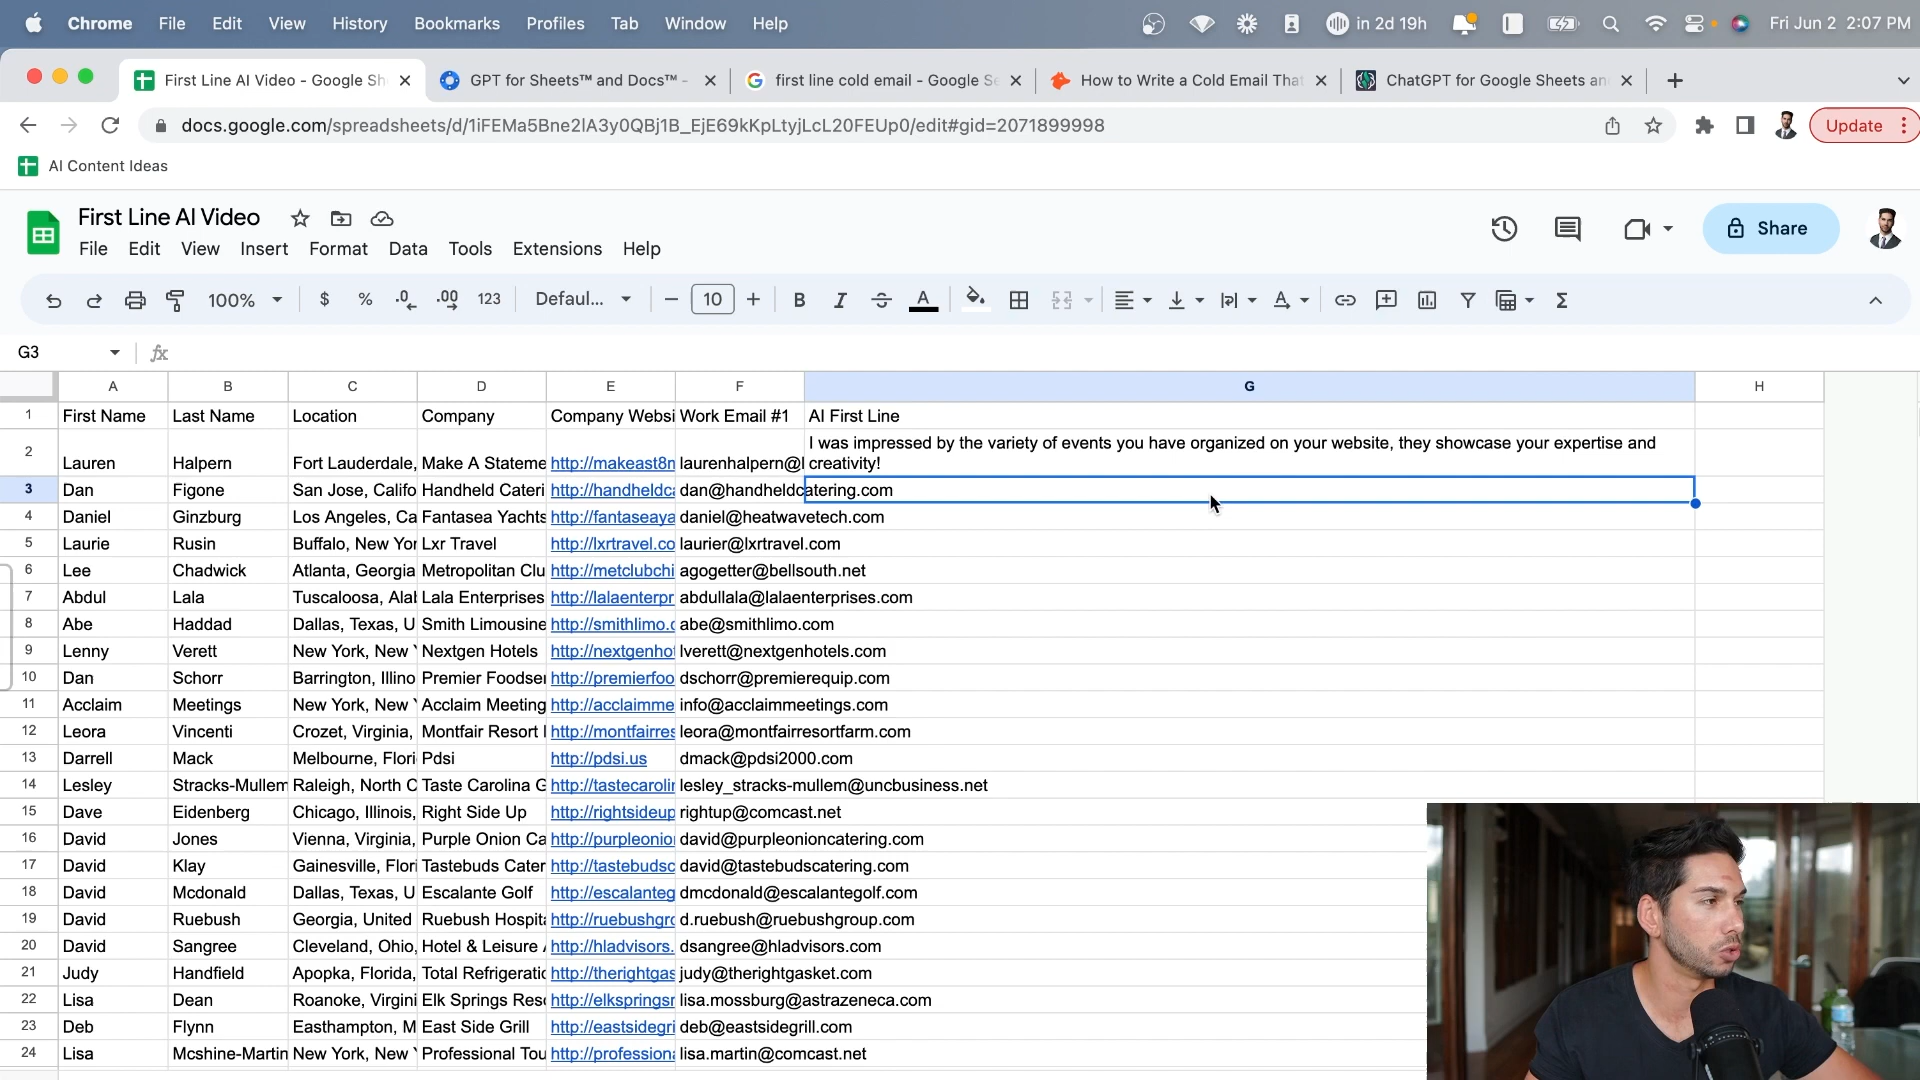 Chrome File Edit View History Bookmarks Profiles Tab Window Help in 2d 19h Fri Jun 2 2:07 PM
First Line AI Video - Google Sh GPT for Sheets™ and Docs™ - first line cold email - Google Se How to Write a Cold Email That ChatGPT for Google Sheets an
docs.google.com/spreadsheets/d/1iFEMa5Bne2lA3y0QBj1B_EjE69kKpLtyjLcL20FEUp0/edit#gid=2071899998 Update
AI Content Ideas
First Line AI Video
File Edit View Insert Format Data Tools Extensions Help Share
100% $ % .0 .00 123 Defaul... 10 B I S A Σ
G3 fx
A B C D E F G H
1 First Name Last Name Location Company Company Websi Work Email #1 AI First Line
I was impressed by the variety of events you have organized on your website, they showcase your expertise and
2 Lauren Halpern Fort Lauderdale, Make A Stateme http://makeast8m laurenhalpern@l creativity!
3 Dan Figone San Jose, Califo Handheld Cateri http://handheldca dan@handheldcatering.com
4 Daniel Ginzburg Los Angeles, Ca Fantasea Yachts http://fantaseaya daniel@heatwavetech.com
5 Laurie Rusin Buffalo, New Yor Lxr Travel http://lxrtravel.co laurier@lxrtravel.com
6 Lee Chadwick Atlanta, Georgia Metropolitan Clu http://metclubchi agogetter@bellsouth.net
7 Abdul Lala Tuscaloosa, Alab Lala Enterprises http://lalaenterpr abdullala@lalaenterprises.com
8 Abe Haddad Dallas, Texas, U Smith Limousine http://smithlimo.c abe@smithlimo.com
9 Lenny Verett New York, New Y Nextgen Hotels http://nextgenhot lverett@nextgenhotels.com
10 Dan Schorr Barrington, Illino Premier Foodser http://premierfoo dschorr@premierequip.com
11 Acclaim Meetings New York, New Y Acclaim Meeting http://acclaimme info@acclaimmeetings.com
12 Leora Vincenti Crozet, Virginia, Montfair Resort http://montfairres leora@montfairresortfarm.com
13 Darrell Mack Melbourne, Flori Pdsi http://pdsi.us dmack@pdsi2000.com
14 Lesley Stracks-Mullem Raleigh, North C Taste Carolina G http://tastecarolin lesley_stracks-mullem@uncbusiness.net
15 Dave Eidenberg Chicago, Illinois, Right Side Up http://rightsideup rightup@comcast.net
16 David Jones Vienna, Virginia, Purple Onion Ca http://purpleonio david@purpleonioncatering.com
17 David Klay Gainesville, Flori Tastebuds Cater http://tastebudsc david@tastebudscatering.com
18 David Mcdonald Dallas, Texas, U Escalante Golf http://escalanteg dmcdonald@escalantegolf.com
19 David Ruebush Georgia, United Ruebush Hospita http://ruebushgro d.ruebush@ruebushgroup.com
20 David Sangree Cleveland, Ohio, Hotel & Leisure A http://hladvisors. dsangree@hladvisors.com
21 Judy Handfield Apopka, Florida, Total Refrigeratio http://therightgas judy@therightgasket.com
22 Lisa Dean Roanoke, Virgini Elk Springs Reso http://elkspringsr lisa.mossburg@astrazeneca.com
23 Deb Flynn Easthampton, M East Side Grill http://eastsidegri deb@eastsidegrill.com
24 Lisa Mcshine-Martin New York, New Y Professional Tou http://professiona lisa.martin@comcast.net